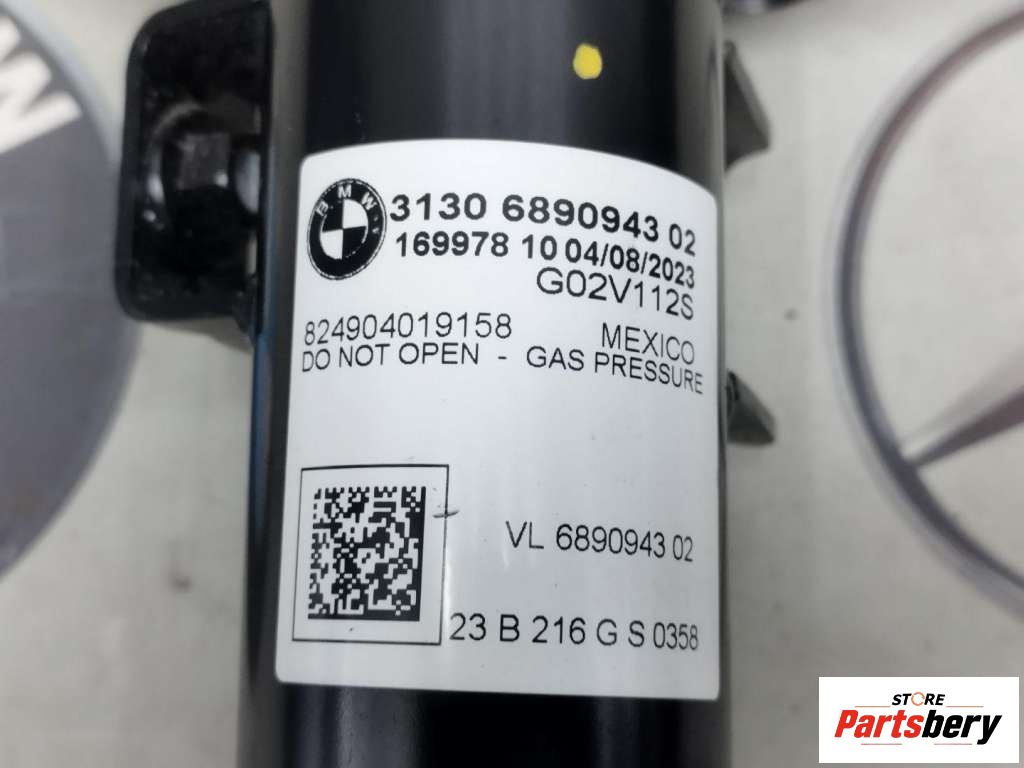 BMW
3130 6890943 02
169978 10 04/08/2023
G02V112S
824904019158 MEXICO
DO NOT OPEN - GAS PRESSURE
VL 6890943 02
23 B 216 G S 0358
STORE
Partsbery